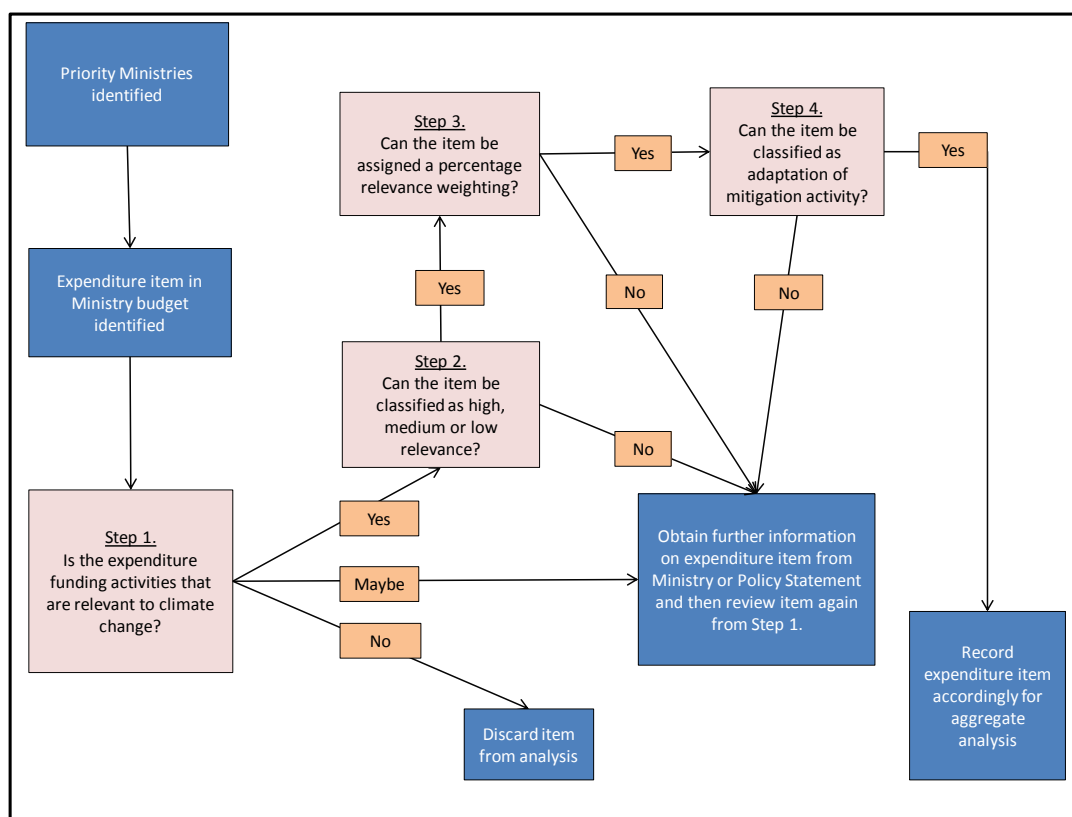 Priority Ministries
identified
Expenditure item in
Ministry budget
identified
Step 1.
Is the expenditure
funding activities that
are relevant to climate
change?
Yes
Maybe
No
Discard item
from analysis
Step 2.
Can the item be
classified as high,
medium or low
relevance?
Yes
No
Step 3.
Can the item be
assigned a percentage
relevance weighting?
Yes
No
Step 4.
Can the item be
classified as
adaptation of
mitigation activity?
Yes
No
Obtain further information
on expenditure item from
Ministry or Policy Statement
and then review item again
from Step 1.
Record
expenditure item
accordingly for
aggregate
analysis